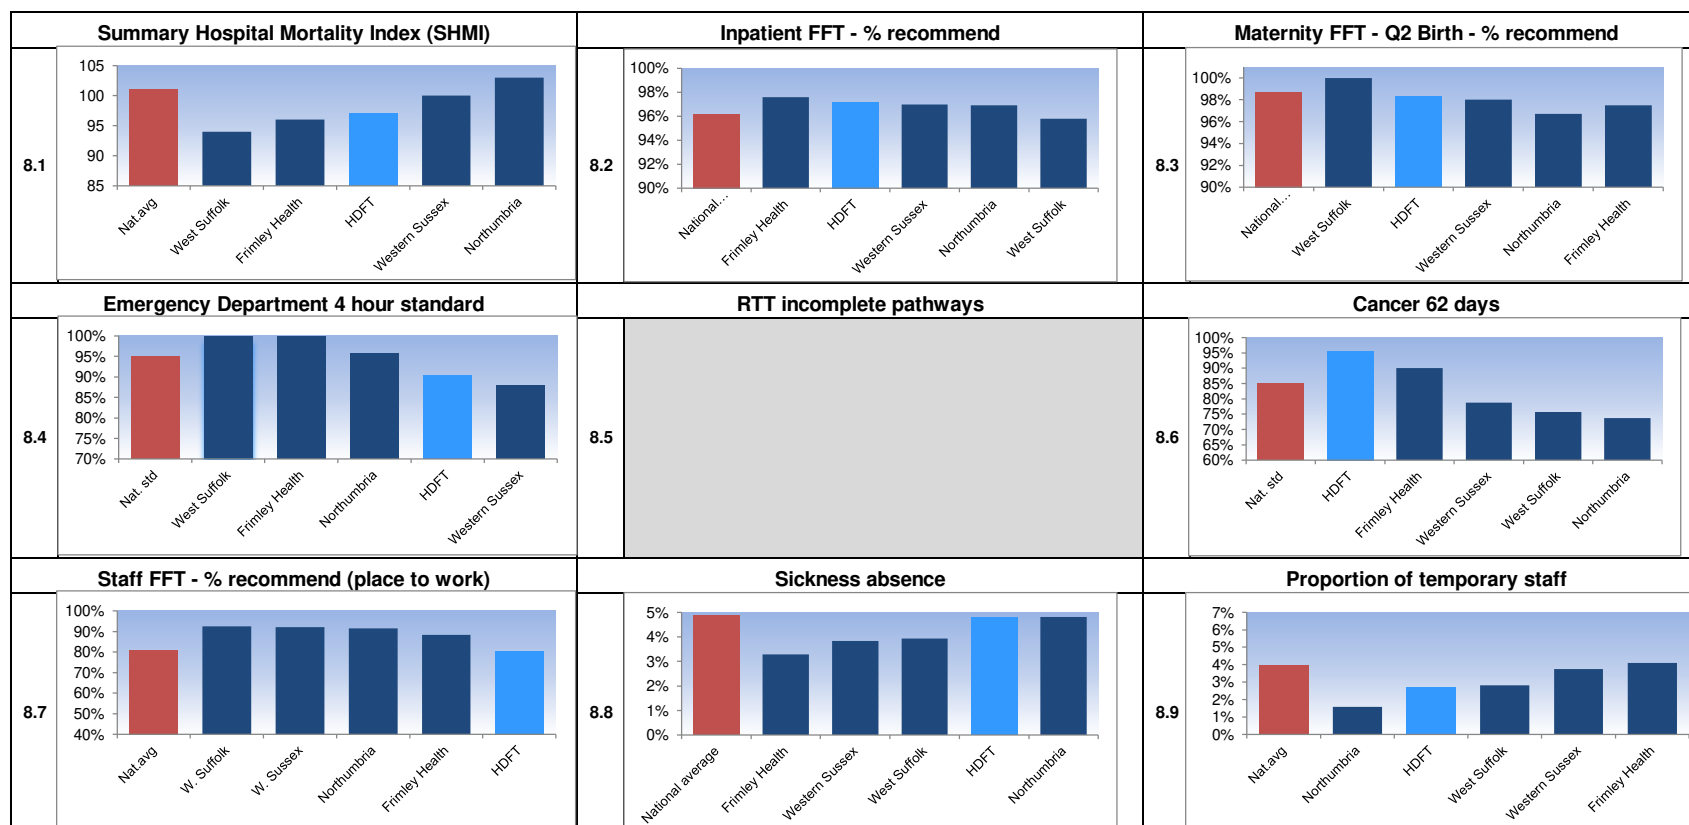 Summary Hospital Mortality Index (SHMI)
Inpatient FFT - % recommend
Maternity FFT - Q2 Birth - % recommend
8.1
105
100
95
90
85
Nat.avg
West Suffolk
Frimley Health
HDFT
Western Sussex
Northumbria
8.2
100%
98%
96%
94%
92%
90%
National...
Frimley Health
HDFT
Western Sussex
Northumbria
West Suffolk
8.3
100%
98%
96%
94%
92%
90%
National...
West Suffolk
HDFT
Western Sussex
Northumbria
Frimley Health
Emergency Department 4 hour standard
RTT incomplete pathways
Cancer 62 days
8.4
100%
95%
90%
85%
80%
75%
70%
Nat. std
West Suffolk
Frimley Health
Northumbria
HDFT
Western Sussex
8.5
8.6
100%
95%
90%
85%
80%
75%
70%
65%
60%
Nat. std
HDFT
Frimley Health
Western Sussex
West Suffolk
Northumbria
Staff FFT - % recommend (place to work)
Sickness absence
Proportion of temporary staff
8.7
100%
90%
80%
70%
60%
50%
40%
Nat.avg
W. Suffolk
W. Sussex
Northumbria
Frimley Health
HDFT
8.8
5%
4%
3%
2%
1%
0%
National average
Frimley Health
Western Sussex
West Suffolk
HDFT
Northumbria
8.9
7%
6%
5%
4%
3%
2%
1%
0%
Nat.avg
Northumbria
HDFT
West Suffolk
Western Sussex
Frimley Health